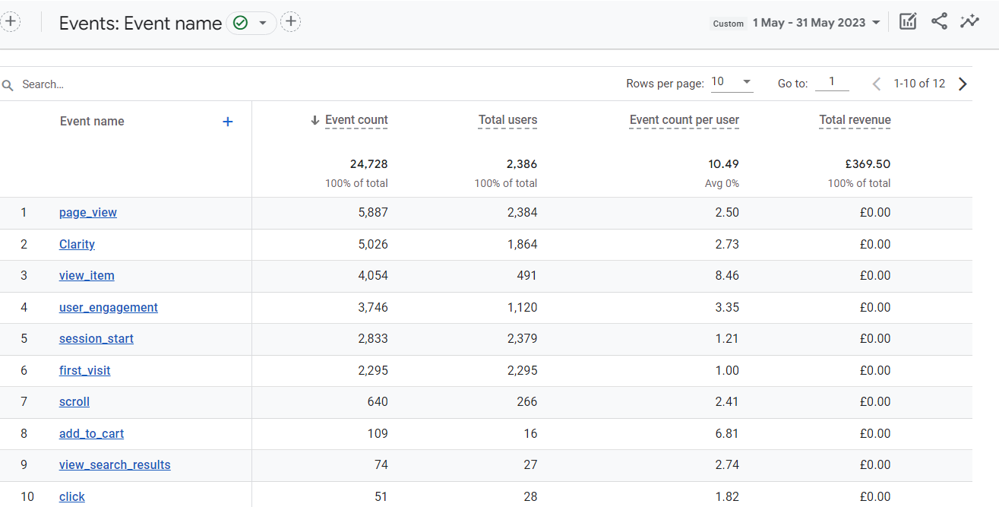 Events: Event name
Custom 1 May - 31 May 2023
Search...
Rows per page: 10 Go to: 1 1-10 of 12
Event name + ↓ Event count Total users Event count per user Total revenue
24,728 2,386 10.49 £369.50
100% of total 100% of total Avg 0% 100% of total
1 page_view 5,887 2,384 2.50 £0.00
2 Clarity 5,026 1,864 2.73 £0.00
3 view_item 4,054 491 8.46 £0.00
4 user_engagement 3,746 1,120 3.35 £0.00
5 session_start 2,833 2,379 1.21 £0.00
6 first_visit 2,295 2,295 1.00 £0.00
7 scroll 640 266 2.41 £0.00
8 add_to_cart 109 16 6.81 £0.00
9 view_search_results 74 27 2.74 £0.00
10 click 51 28 1.82 £0.00